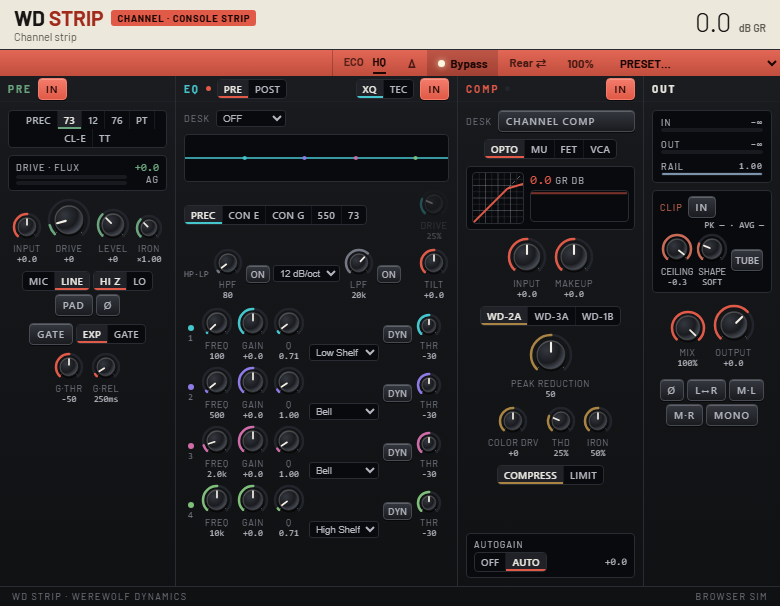 WD STRIP CHANNEL · CONSOLE STRIP 0.0 dB GR
Channel strip
ECO HQ Δ Bypass Rear ⇄ 100% PRESET...
PRE IN
PREC 73 12 76 PT
CL-E TT
DRIVE · FLUX +0.0
AG
INPUT DRIVE LEVEL IRON
+0.0 +0 +0 ×1.00
MIC LINE HI Z LO
PAD Ø
GATE EXP GATE
G·THR G·REL
-50 250ms
EQ PRE POST XQ TEC IN
DESK OFF
PREC CON E CON G 550 73
DRIVE
25%
HP·LP ON 12 dB/oct ON
HPF LPF TILT
80 20k +0.0
1 FREQ GAIN Q Low Shelf DYN THR
100 +0.0 0.71 -30
2 FREQ GAIN Q Bell DYN THR
500 +0.0 1.00 -30
3 FREQ GAIN Q Bell DYN THR
2.0k +0.0 1.00 -30
4 FREQ GAIN Q High Shelf DYN THR
10k +0.0 0.71 -30
COMP IN
DESK CHANNEL COMP
OPTO MU FET VCA
0.0 GR DB
INPUT MAKEUP
+0.0 +0.0
WD-2A WD-3A WD-1B
PEAK REDUCTION
50
COLOR DRV THD IRON
+0 25% 50%
COMPRESS LIMIT
AUTOGAIN
OFF AUTO +0.0
OUT
IN -∞
OUT -∞
RAIL 1.00
CLIP IN
PK — · AVG —
CEILING SHAPE TUBE
-0.3 SOFT
MIX OUTPUT
100% +0.0
Ø L↔R M·L
M·R MONO
WD STRIP · WEREWOLF DYNAMICS BROWSER SIM